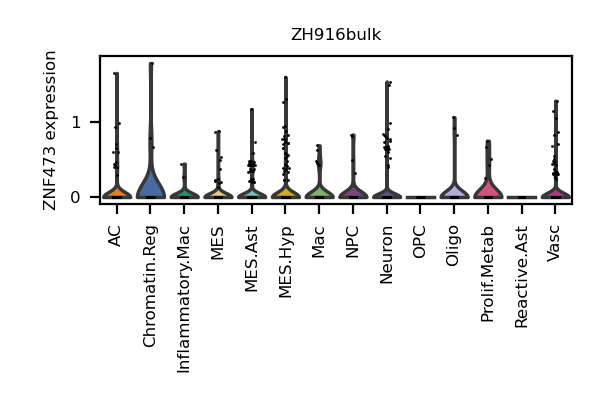 ZH916bulk
ZNF473 expression
1
0
AC
Chromatin.Reg
Inflammatory.Mac
MES
MES.Ast
MES.Hyp
Mac
NPC
Neuron
OPC
Oligo
Prolif.Metab
Reactive.Ast
Vasc